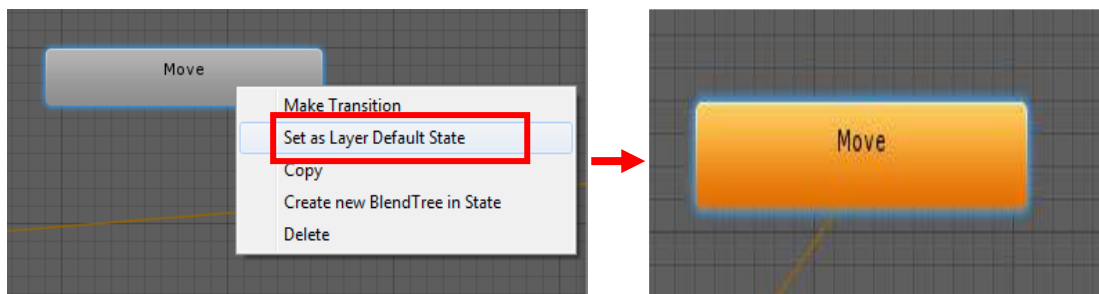 Move
Make Transition
Set as Layer Default State
Copy
Create new BlendTree in State
Delete
Move